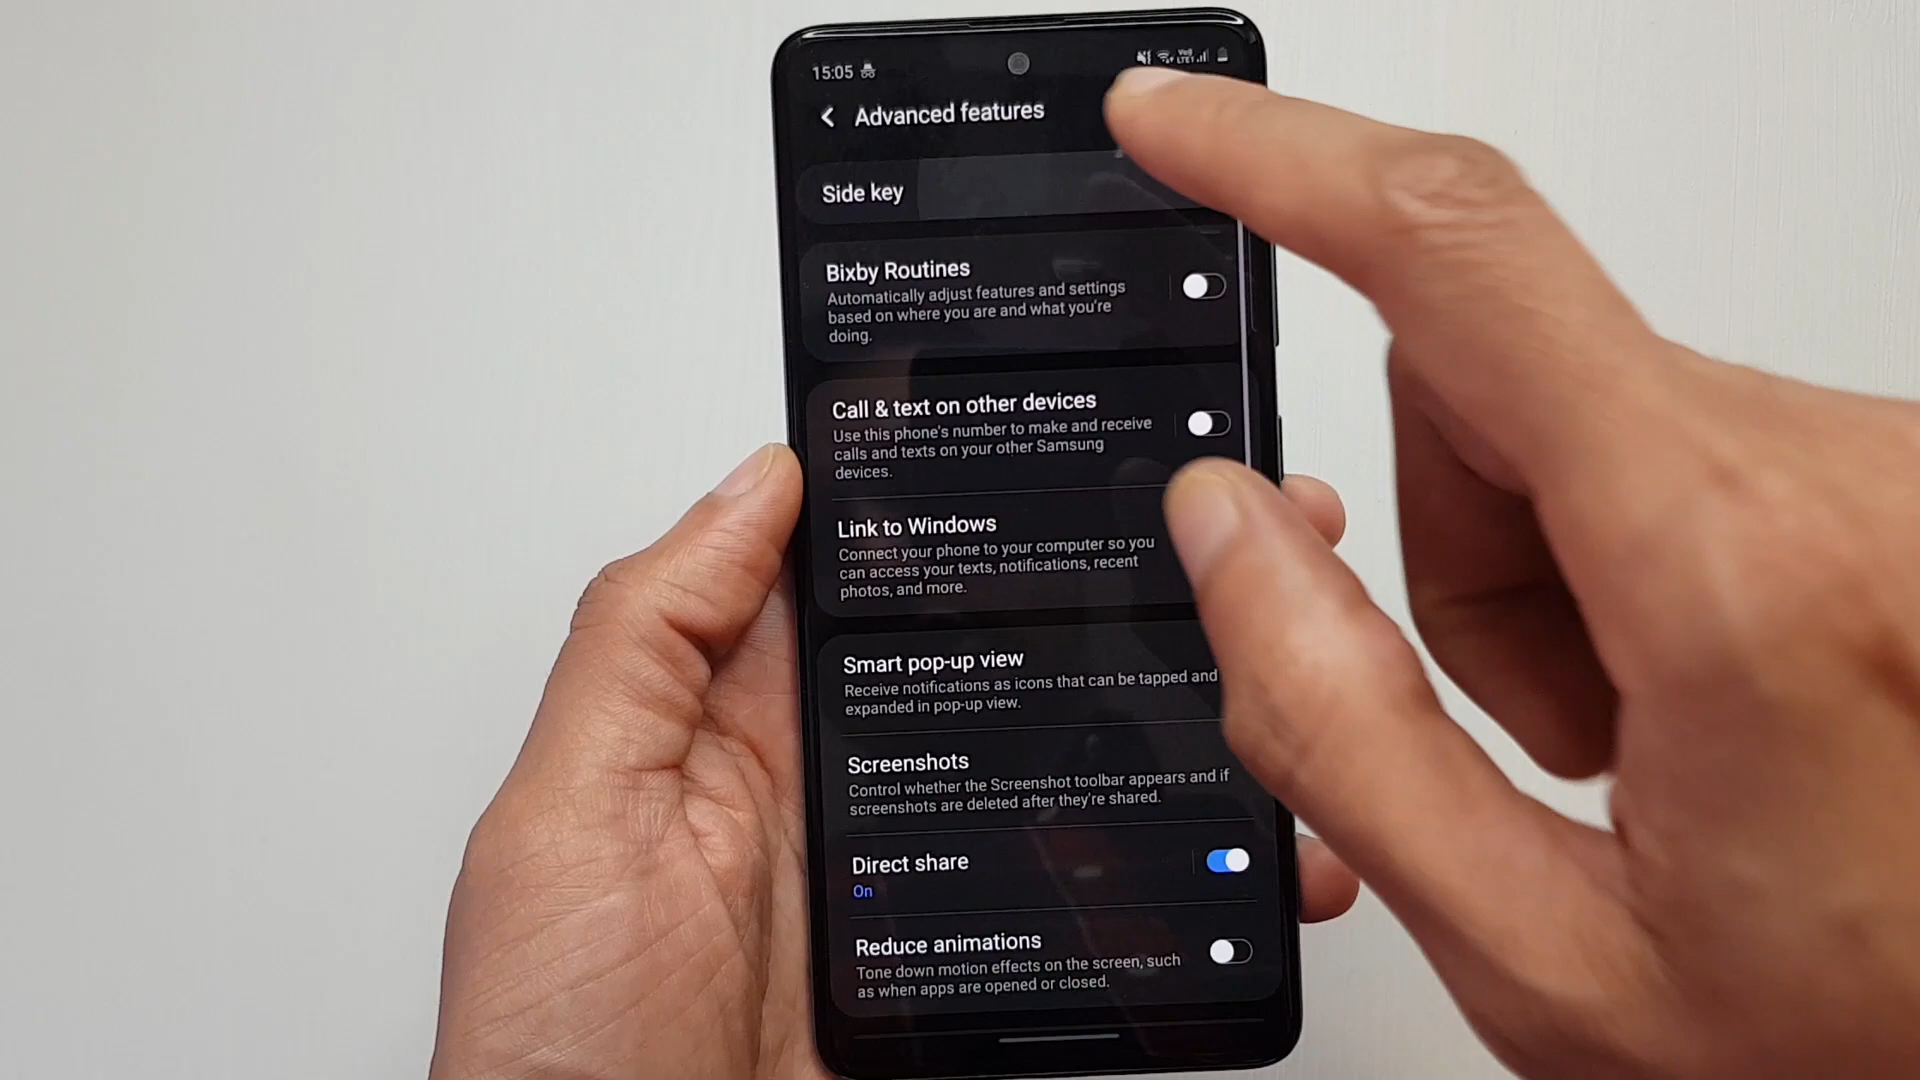 15:05
Advanced features
Side key
Bixby Routines
Automatically adjust features and settings
based on where you are and what you're
doing.
Call & text on other devices
Use this phone's number to make and receive
calls and texts on your other Samsung
devices.
Link to Windows
Connect your phone to your computer so you
can access your texts, notifications, recent
photos, and more.
Smart pop-up view
Receive notifications as icons that can be tapped and
expanded in pop-up view.
Screenshots
Control whether the Screenshot toolbar appears and if
screenshots are deleted after they're shared.
Direct share
On
Reduce animations
Tone down motion effects on the screen, such
as when apps are opened or closed.